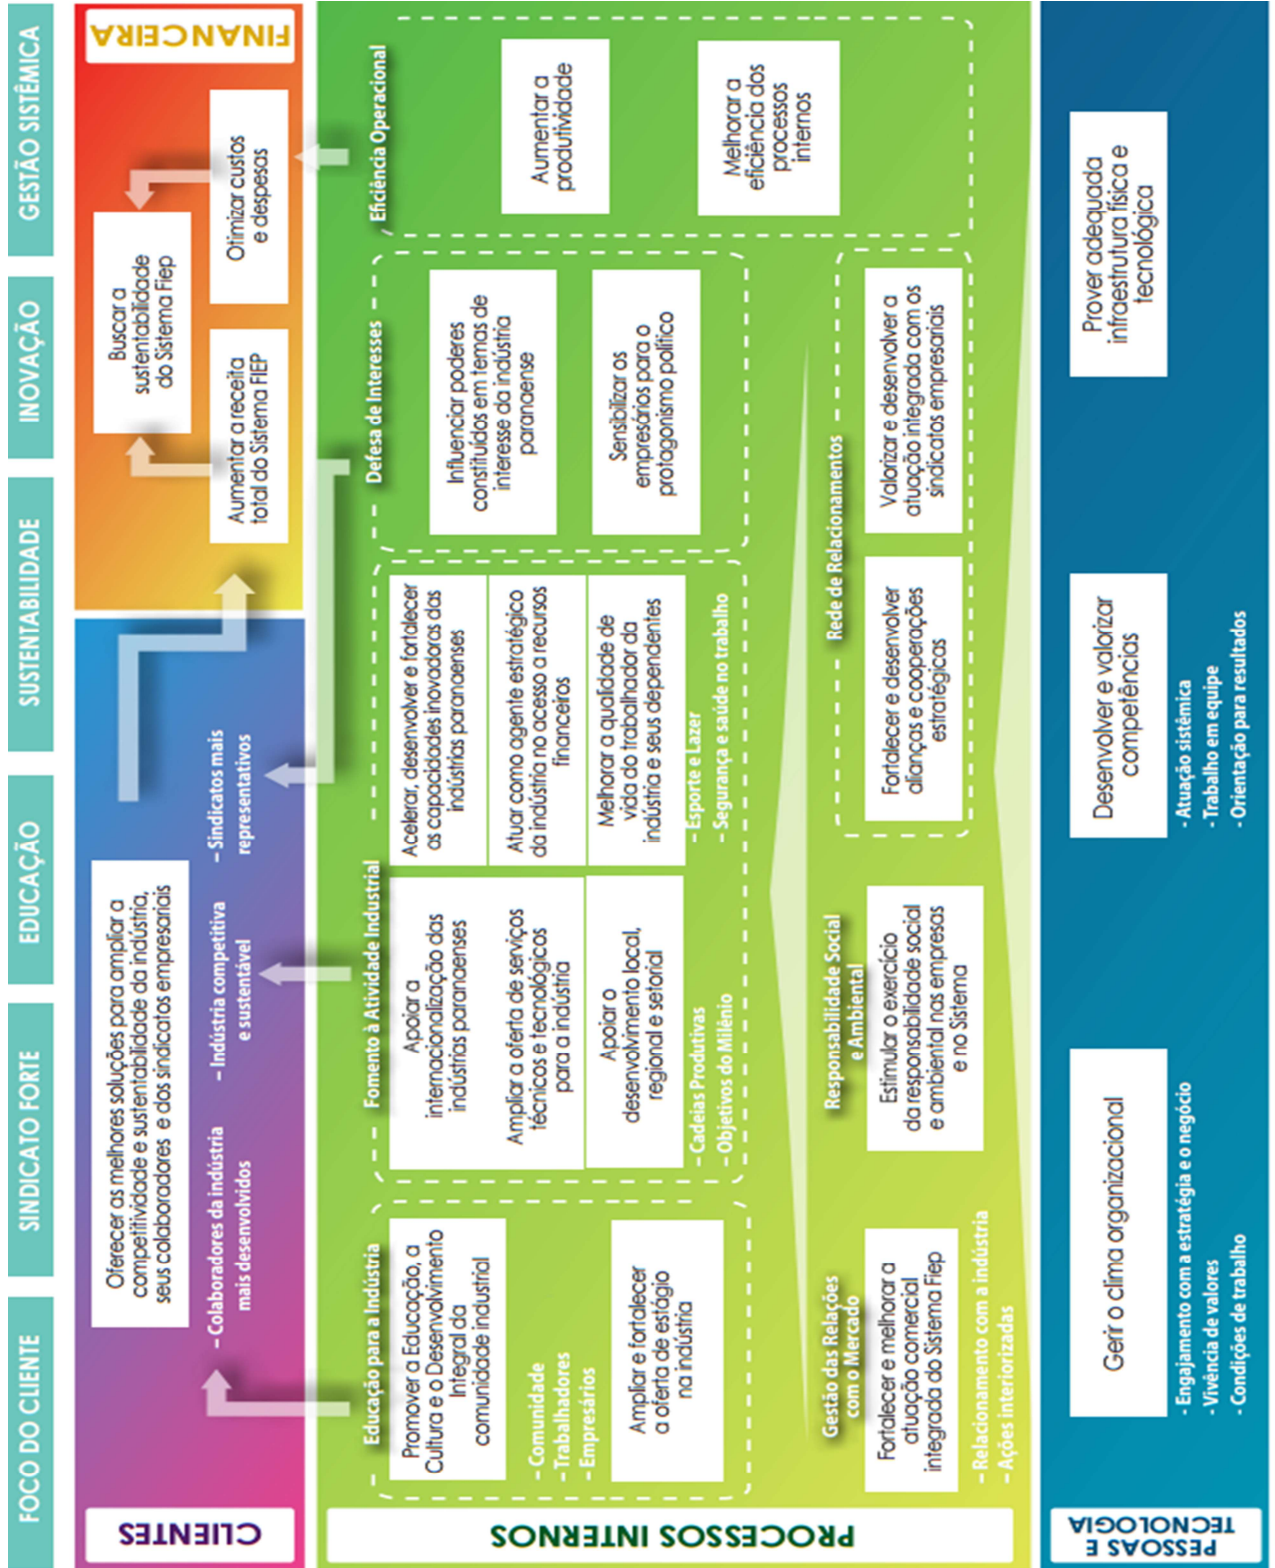 FOCO DO CLIENTE
SINDICATO FORTE
EDUCAÇÃO
SUSTENTABILIDADE
INOVAÇÃO
GESTÃO SISTÊMICA
CLIENTES
Oferecer as melhores soluções para ampliar a
competitividade e sustentabilidade da indústria,
seus colaboradores e dos sindicatos empresariais
– Colaboradores da indústria
mais desenvolvidos
– Indústria competitiva
e sustentável
– Sindicatos mais
representativos
FINANCEIRA
Buscar a
sustentabilidade
do Sistema Fiep
Aumentar a receita
total do Sistema FIEP
Otimizar custos
e despesas
PROCESSOS INTERNOS
Educação para a Indústria
Promover a Educação, a
Cultura e o Desenvolvimento
Integral da
comunidade industrial
– Comunidade
– Trabalhadores
– Empresários
Ampliar e fortalecer
a oferta de estágio
na indústria
Fomento à Atividade Industrial
Apoiar a
internacionalização das
indústrias paranaenses
Ampliar a oferta de serviços
técnicos e tecnológicos
para a indústria
Apoiar o
desenvolvimento local,
regional e setorial
– Cadeias Produtivas
– Objetivos do Milênio
Acelerar, desenvolver e fortalecer
as capacidades inovadoras das
indústrias paranaenses
Atuar como agente estratégico
da indústria no acesso a recursos
financeiros
Melhorar a qualidade de
vida do trabalhador da
indústria e seus dependentes
– Esporte e Lazer
– Segurança e saúde no trabalho
Defesa de Interesses
Influenciar poderes
constituídos em temas de
interesse da indústria
paranaense
Sensibilizar os
empresários para o
protagonismo político
Eficiência Operacional
Aumentar a
produtividade
Melhorar a
eficiência dos
processos
internos
Gestão das Relações
com o Mercado
Fortalecer e melhorar a
atuação comercial
integrada do Sistema Fiep
– Relacionamento com a indústria
– Ações interiorizadas
Responsabilidade Social
e Ambiental
Estimular o exercício
da responsabilidade social
e ambiental nas empresas
e no Sistema
Rede de Relacionamentos
Fortalecer e desenvolver
alianças e cooperações
estratégicas
Valorizar e desenvolver a
atuação integrada com os
sindicatos empresariais
PESSOAS E
TECNOLOGIA
Gerir o clima organizacional
- Engajamento com a estratégia e o negócio
- Vivência de valores
- Condições de trabalho
Desenvolver e valorizar
competências
- Atuação sistêmica
- Trabalho em equipe
- Orientação para resultados
Prover adequada
infraestrutura física e
tecnológica